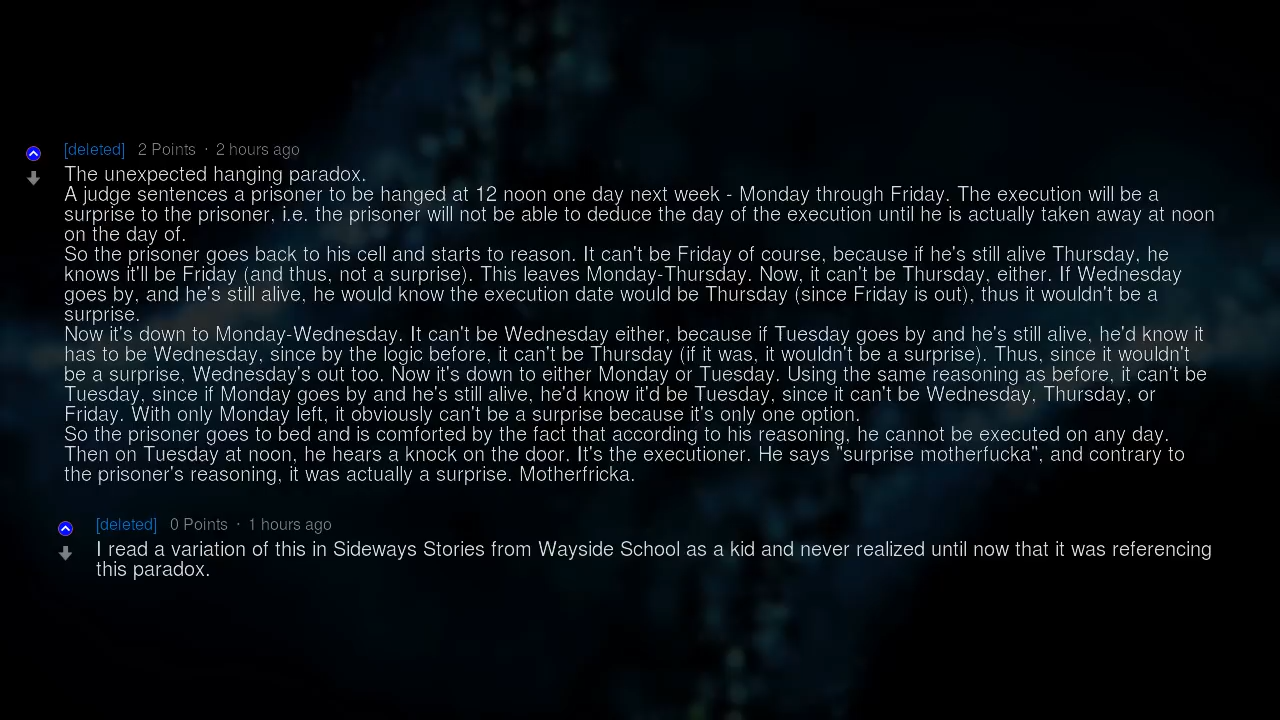 [deleted] 2 Points · 2 hours ago
The unexpected hanging paradox.
A judge sentences a prisoner to be hanged at 12 noon one day next week - Monday through Friday. The execution will be a
surprise to the prisoner, i.e. the prisoner will not be able to deduce the day of the execution until he is actually taken away at noon
on the day of.
So the prisoner goes back to his cell and starts to reason. It can't be Friday of course, because if he's still alive Thursday, he
knows it'll be Friday (and thus, not a surprise). This leaves Monday-Thursday. Now, it can't be Thursday, either. If Wednesday
goes by, and he's still alive, he would know the execution date would be Thursday (since Friday is out), thus it wouldn't be a
surprise.
Now it's down to Monday-Wednesday. It can't be Wednesday either, because if Tuesday goes by and he's still alive, he'd know it
has to be Wednesday, since by the logic before, it can't be Thursday (if it was, it wouldn't be a surprise). Thus, since it wouldn't
be a surprise, Wednesday's out too. Now it's down to either Monday or Tuesday. Using the same reasoning as before, it can't be
Tuesday, since if Monday goes by and he's still alive, he'd know it'd be Tuesday, since it can't be Wednesday, Thursday, or
Friday. With only Monday left, it obviously can't be a surprise because it's only one option.
So the prisoner goes to bed and is comforted by the fact that according to his reasoning, he cannot be executed on any day.
Then on Tuesday at noon, he hears a knock on the door. It's the executioner. He says "surprise motherfucka", and contrary to
the prisoner's reasoning, it was actually a surprise. Motherfricka.
[deleted] 0 Points · 1 hours ago
I read a variation of this in Sideways Stories from Wayside School as a kid and never realized until now that it was referencing
this paradox.